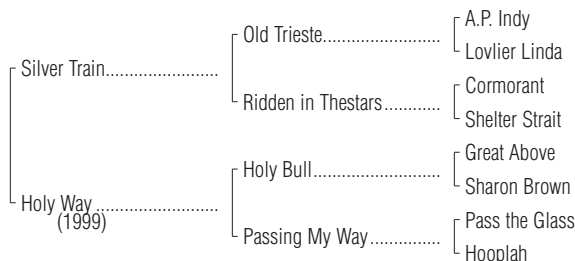 A.P. Indy
Old Trieste..........................
Lovlier Linda
Silver Train.........................
Cormorant
Ridden in Thestars............
Shelter Strait
Great Above
Holy Bull............................
Sharon Brown
Holy Way ...........................
(1999)
Pass the Glass
Passing My Way...............
Hooplah